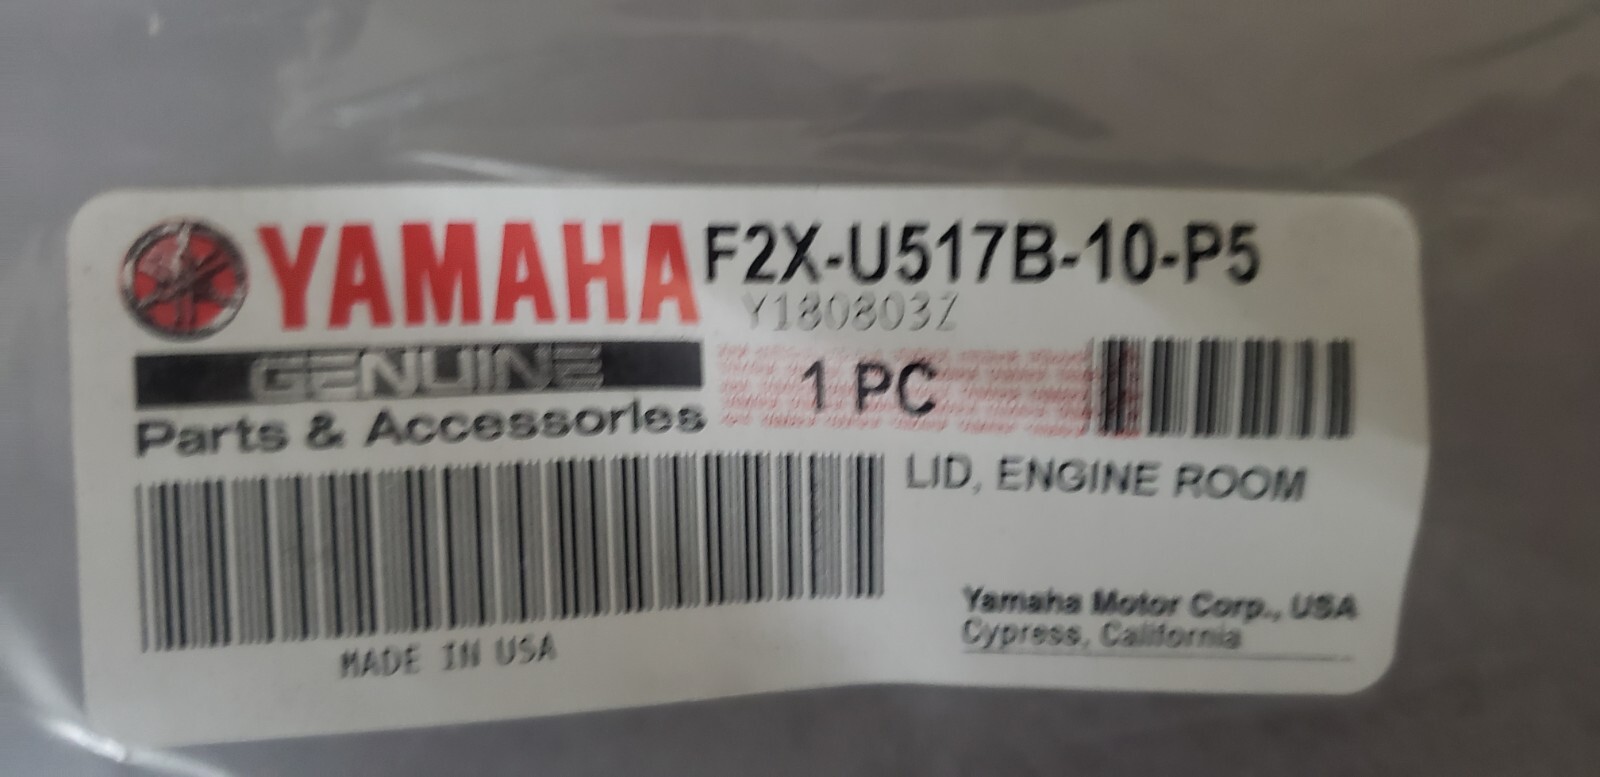 YAMAHA F2X-U517B-10-P5
Y180803Z
GENUINE
1 PC
Parts & Accessories
LID, ENGINE ROOM
MADE IN USA
Yamaha Motor Corp., USA
Cypress, California